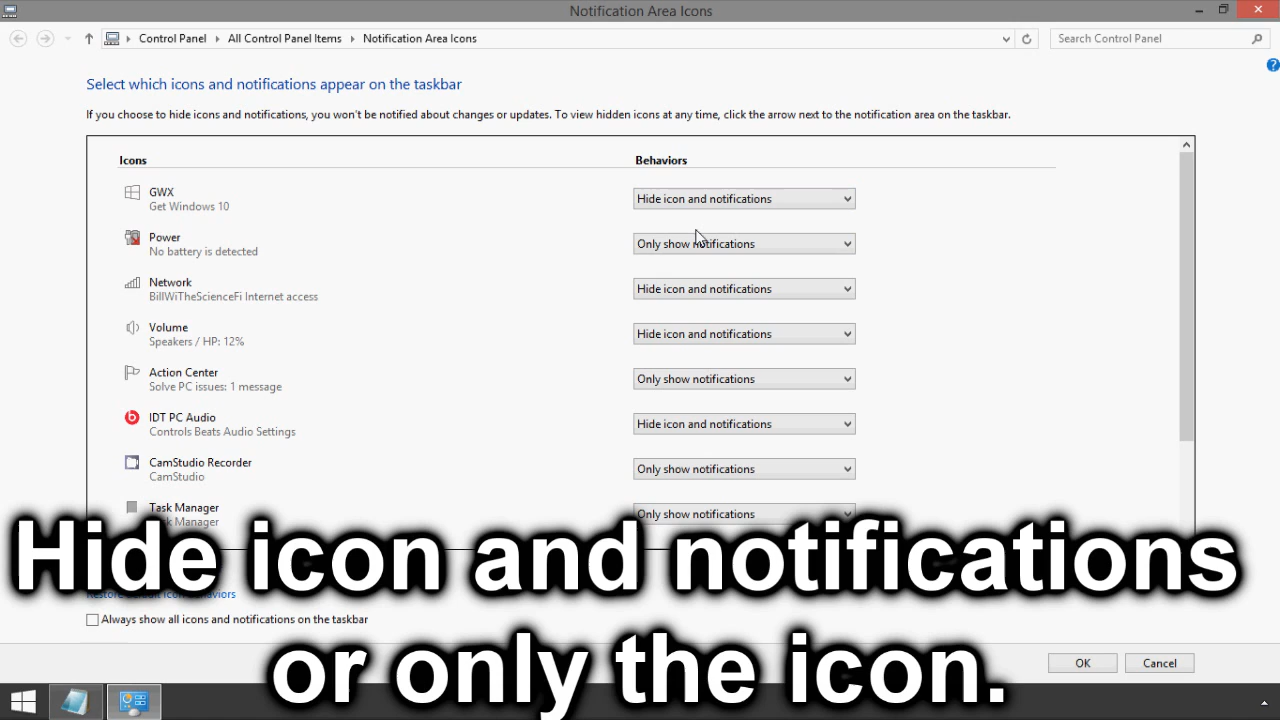 Notification Area Icons
Control Panel All Control Panel Items Notification Area Icons
Search Control Panel
Select which icons and notifications appear on the taskbar
If you choose to hide icons and notifications, you won't be notified about changes or updates. To view hidden icons at any time, click the arrow next to the notification area on the taskbar.
Icons Behaviors
GWX
Get Windows 10
Hide icon and notifications
Power
No battery is detected
Only show notifications
Network
BillWiTheScienceFi Internet access
Hide icon and notifications
Volume
Speakers / HP: 12%
Hide icon and notifications
Action Center
Solve PC issues: 1 message
Only show notifications
IDT PC Audio
Controls Beats Audio Settings
Hide icon and notifications
CamStudio Recorder
CamStudio
Only show notifications
Task Manager
Task Manager
Only show notifications
Hide icon and notifications
or only the icon.
Restore default icon behaviors
Always show all icons and notifications on the taskbar
OK Cancel